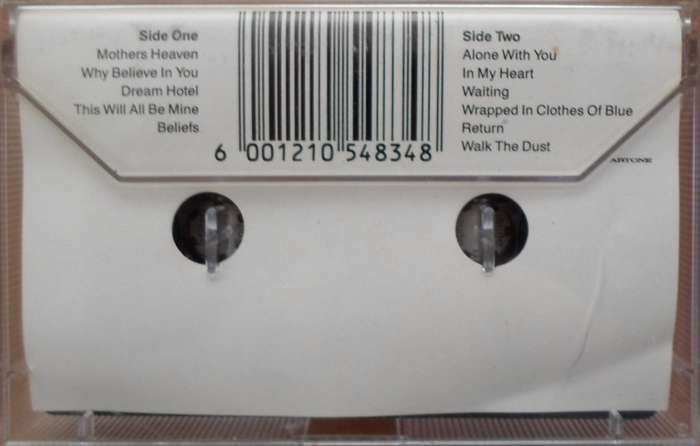 Side One
Mothers Heaven
Why Believe In You
Dream Hotel
This Will All Be Mine
Beliefs
6 001210 548348
Side Two
Alone With You
In My Heart
Waiting
Wrapped In Clothes Of Blue
Return
Walk The Dust
ARTONE